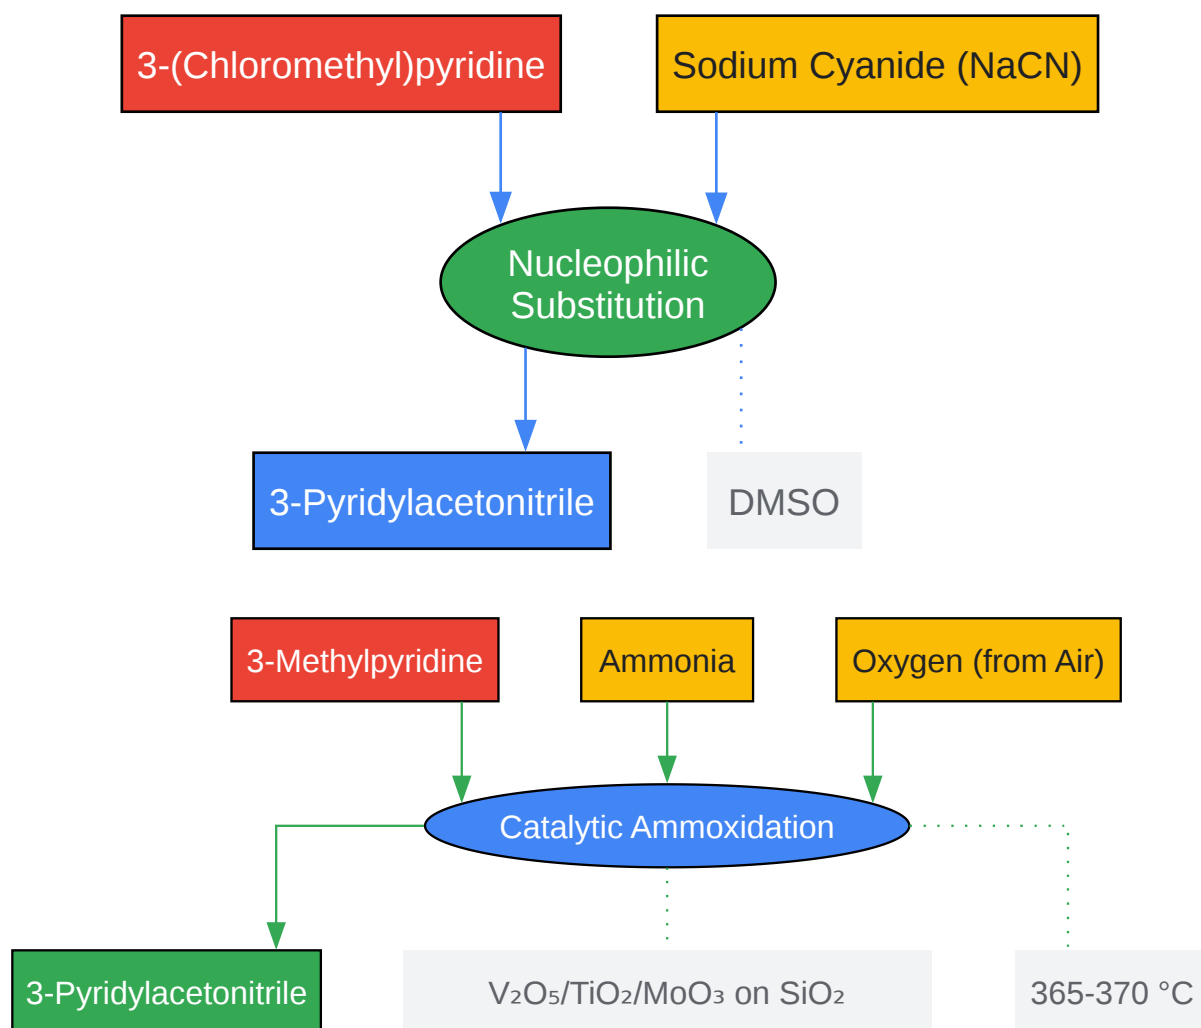 3-(Chloromethyl)pyridine
Sodium Cyanide (NaCN)
Nucleophilic
Substitution
3-Pyridylacetonitrile
DMSO
3-Methylpyridine
Ammonia
Oxygen (from Air)
Catalytic Ammoxidation
3-Pyridylacetonitrile
V₂O₅/TiO₂/MoO₃ on SiO₂
365-370 °C